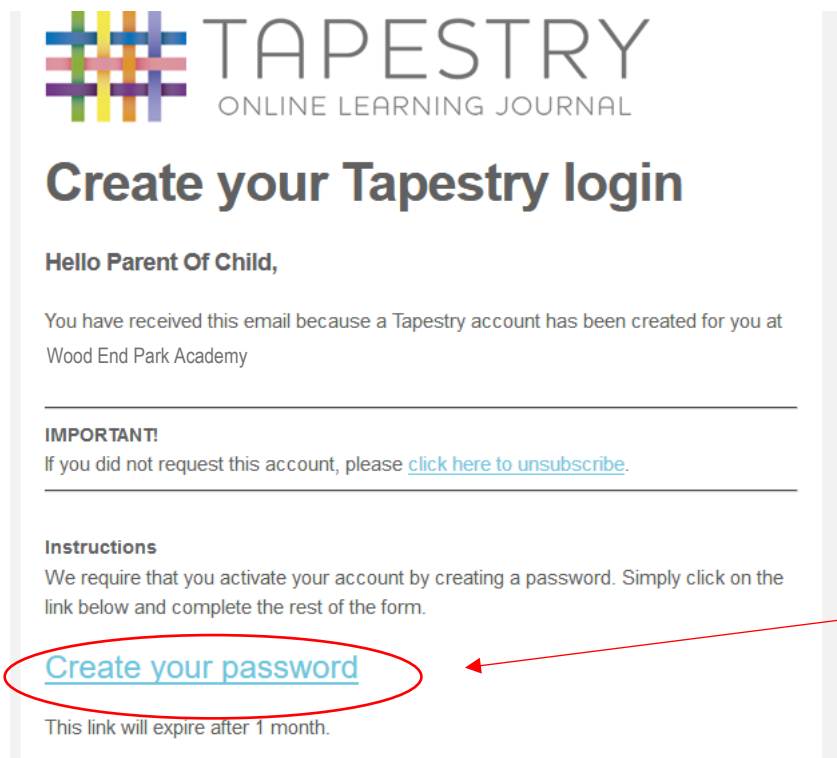 TAPESTRY
ONLINE LEARNING JOURNAL
Create your Tapestry login
Hello Parent Of Child,
You have received this email because a Tapestry account has been created for you at
Wood End Park Academy
IMPORTANT!
If you did not request this account, please click here to unsubscribe.
Instructions
We require that you activate your account by creating a password. Simply click on the
link below and complete the rest of the form.
Create your password
This link will expire after 1 month.